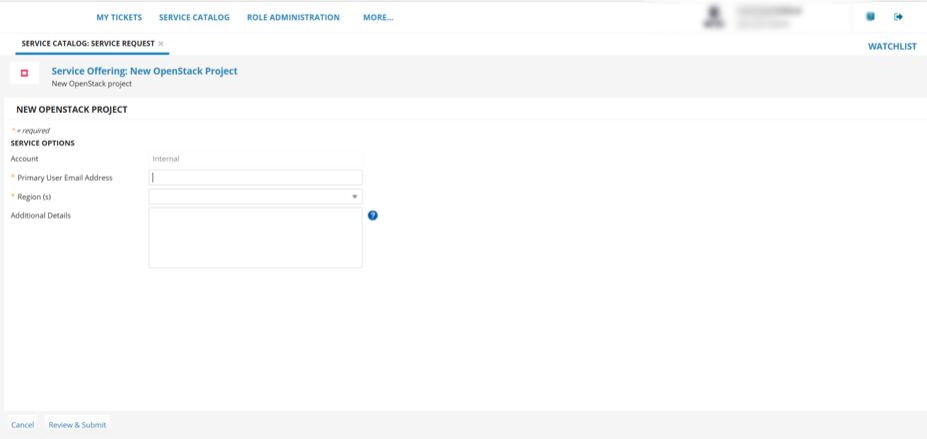 MY TICKETS SERVICE CATALOG ROLE ADMINISTRATION MORE...
SERVICE CATALOG: SERVICE REQUEST ×
WATCHLIST
Service Offering: New OpenStack Project
New OpenStack project
NEW OPENSTACK PROJECT
* = required
SERVICE OPTIONS
Account Internal
* Primary User Email Address
* Region (s)
Additional Details ?
Cancel Review & Submit